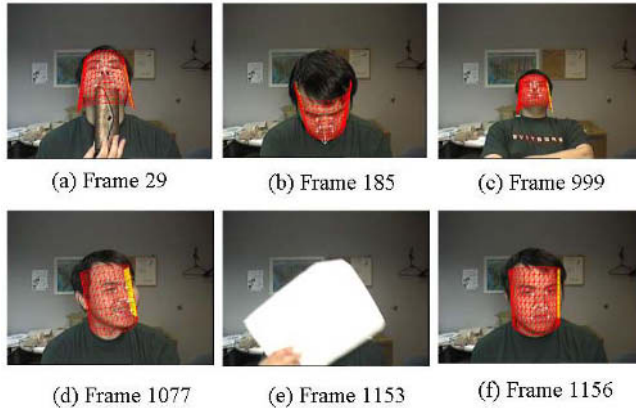 (a) Frame 29
(b) Frame 185
(c) Frame 999
(d) Frame 1077
(e) Frame 1153
(f) Frame 1156